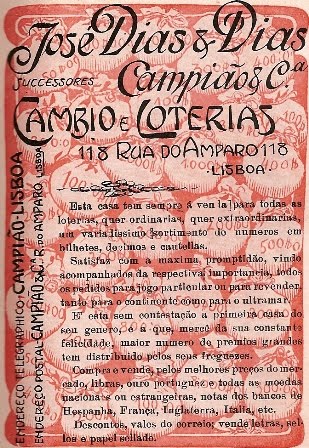 José Dias & Dias
SUCCESSORES Campião & C.a
CAMBIO E LOTERIAS
118 RUA DO AMPARO 118
LISBOA
Esta casa tem sempre á venda para todas as
loterias, quer ordinarias, quer extraordinarias,
um variadissimo sortimento de numeros em
bilhetes, decimos e cautellas.
Satisfaz com a maxima promptidão, vindo
acompanhados da respectiva importancia, todos
os pedidos para jogo particular ou para revender,
tanto para o continente como para o ultramar.
E' esta sem contestação a primeira casa do
seu genero, e a que, mercê da sua constante
felicidade, maior numero de premios grandes
tem distribuido pelos seus freguezes.
Compra e vende, pelos melhores preços do mer-
cado, libras, ouro portuguez e todas as moedas
nacionaes ou estrangeiras, notas dos bancos de
Hespanha, França, Inglaterra, Italia, etc.
Descontos, vales do correio; vende letras, sel-
los e papel sellado.
ENDEREÇO TELEGRAPHICO: CAMPIÃO-LISBOA
ENDEREÇO POSTAL: CAMPIÃO & C.A R. DO AMPARO LISBOA